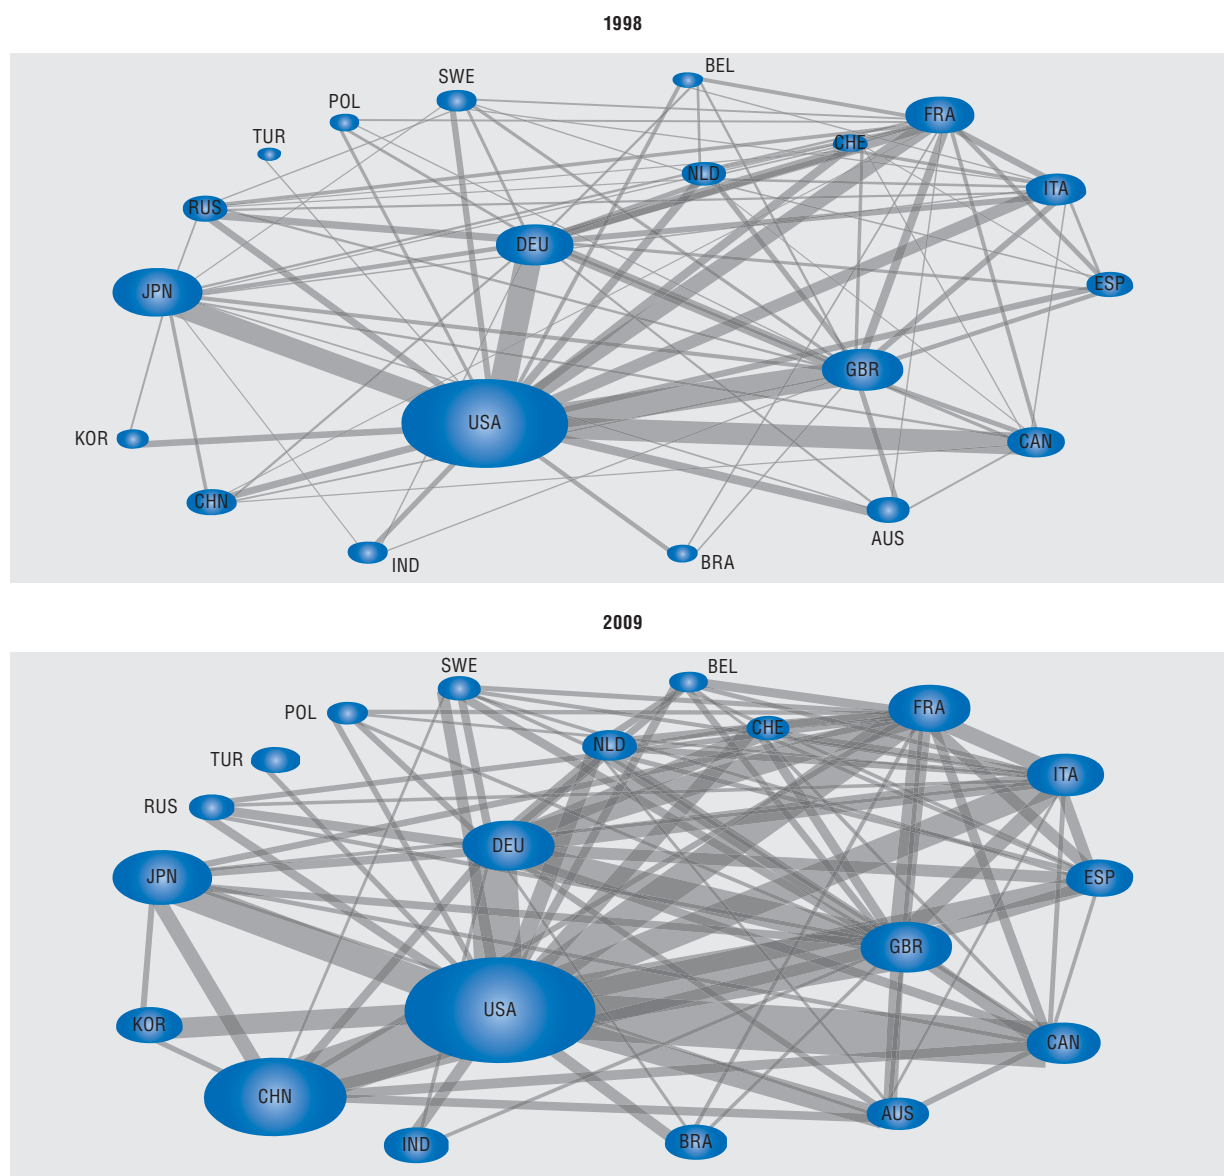 1998
BEL
SWE
POL
FRA
TUR
CHE
NLD
ITA
RUS
DEU
JPN
ESP
GBR
USA
KOR
CAN
CHN
AUS
IND
BRA
2009
SWE
BEL
POL
FRA
CHE
NLD
TUR
ITA
RUS
DEU
JPN
ESP
GBR
USA
KOR
CAN
CHN
AUS
IND
BRA